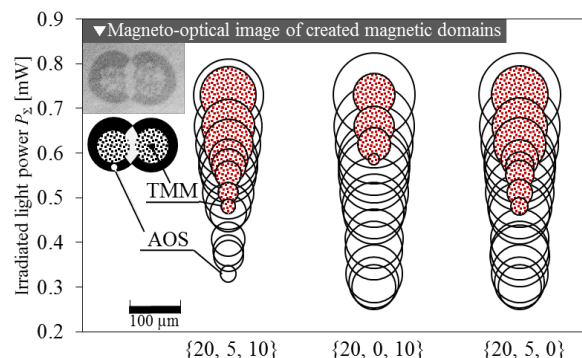 ▼Magneto-optical image of created magnetic domains
Irradiated light power PΣ [mW]
0.9
0.8
0.7
0.6
0.5
0.4
0.3
0.2
TMM
AOS
100 μm
{20, 5, 10}
{20, 0, 10}
{20, 5, 0}